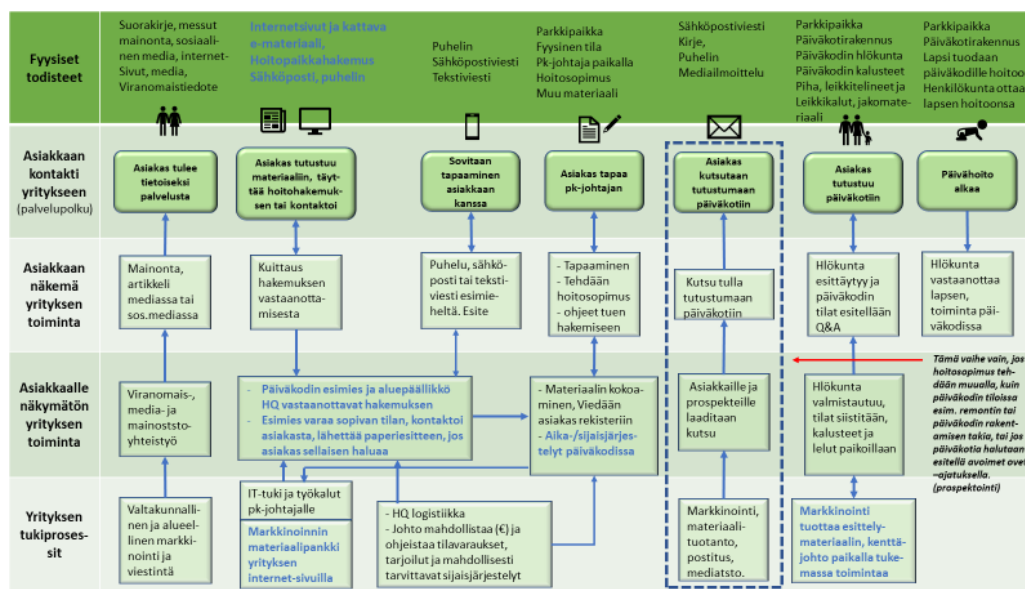 Fyysiset
todisteet
Suorakirje, messut
mainonta, sosiaali-
nen media, internet-
Sivut, media,
Viranomaistiedote
Internetsivut ja kattava
e-materiaali,
Hoitopaikkahakemus
Sähköposti, puhelin
Puhelin
Sähköpostiviesti
Tekstiviesti
Parkkipaikka
Fyysinen tila
Pk-johtaja paikalla
Hoitosopimus
Muu materiaali
Sähköpostiviesti
Kirje,
Puhelin
Mediailmoittelu
Parkkipaikka
Päiväkotirakennus
Päiväkodin hlökunta
Päiväkodin kalusteet
Piha, leikkitelineet ja
Leikkikalut, jakomate-
riaali
Parkkipaikka
Päiväkotirakennus
Lapsi tuodaan
päiväkodille hoitoon
Henkilökunta ottaa
lapsen hoitoonsa
Asiakkaan
kontakti
yritykseen
(palvelupolku)
Asiakas tulee
tietoiseksi
palvelusta
Asiakas tutustuu
materiaaliin, täyt-
tää hoitohakemuk-
sen tai kontaktoi
Sovitaan
tapaaminen
asiakkaan
kanssa
Asiakas tapaa
pk-johtajan
Asiakas
kutsutaan
tutustumaan
päiväkotiin
Asiakas
tutustuu
päiväkotiin
Päivähoito
alkaa
Asiakkaan
näkemä
yrityksen
toiminta
Mainonta,
artikkeli
mediassa tai
sos.mediassa
Kuittaus
hakemuksen
vastaanotta-
misesta
Puhelu, sähkö-
posti tai teksti-
viesti esimie-
heltä. Esite
- Tapaaminen
- Tehdään
hoitosopimus
- ohjeet tuen
hakemiseen
Kutsu tulla
tutustumaan
päiväkotiin
Hlökunta
esittäytyy ja
päiväkodin
tilat esitellään
Q&A
Hlökunta
vastaanottaa
lapsen,
toiminta päi-
väkodissa
Asiakkaalle
näkymätön
yrityksen
toiminta
Viranomais-,
media- ja
mainoststo-
yhteistyö
- Päiväkodin esimies ja aluepäällikkö
HQ vastaanottavat hakemuksen
- Esimies varaa sopivan tilan, kontaktoi
asiakasta, lähettää paperiesitteen, jos
asiakas sellaisen haluaa
- Materiaalin kokoa-
minen, Viedään
asiakas rekisteriin
- Aika-/sijaisjärjes-
telyt päiväkodissa
Asiakkaille ja
prospekteille
laaditaan
kutsu
Hlökunta
valmistautuu,
tilat siistitään,
kalusteet ja
lelut paikoillaan
Tämä vaihe vain, jos
hoitosopimus teh-
dään muualla, kuin
päiväkodin tiloissa
esim. remontin tai
päiväkodin raken-
tamisen takia, tai jos
päiväkotia halutaan
esitellä avoimet ovet
–ajatuksella.
(prospektointi)
Yrityksen
tukiproses-
sit
Valtakunnalli-
nen ja alueel-
linen markki-
nointi ja
viestintä
IT-tuki ja työkalut
pk-johtajalle
Markkinoinnin
materiaalipankki
yrityksen
internet-sivuilla
- HQ logistiikka
- Johto mahdollistaa (€) ja
ohjeistaa tilavaraukset,
tarjoilut ja mahdollisesti
tarvittavat sijaisjärjestelyt
Markkinointi,
materiaali-
tuotanto,
postitus,
mediatsto.
Markkinointi
tuottaa esittely-
materiaalin, kenttä-
johto paikalla tuke-
massa toimintaa